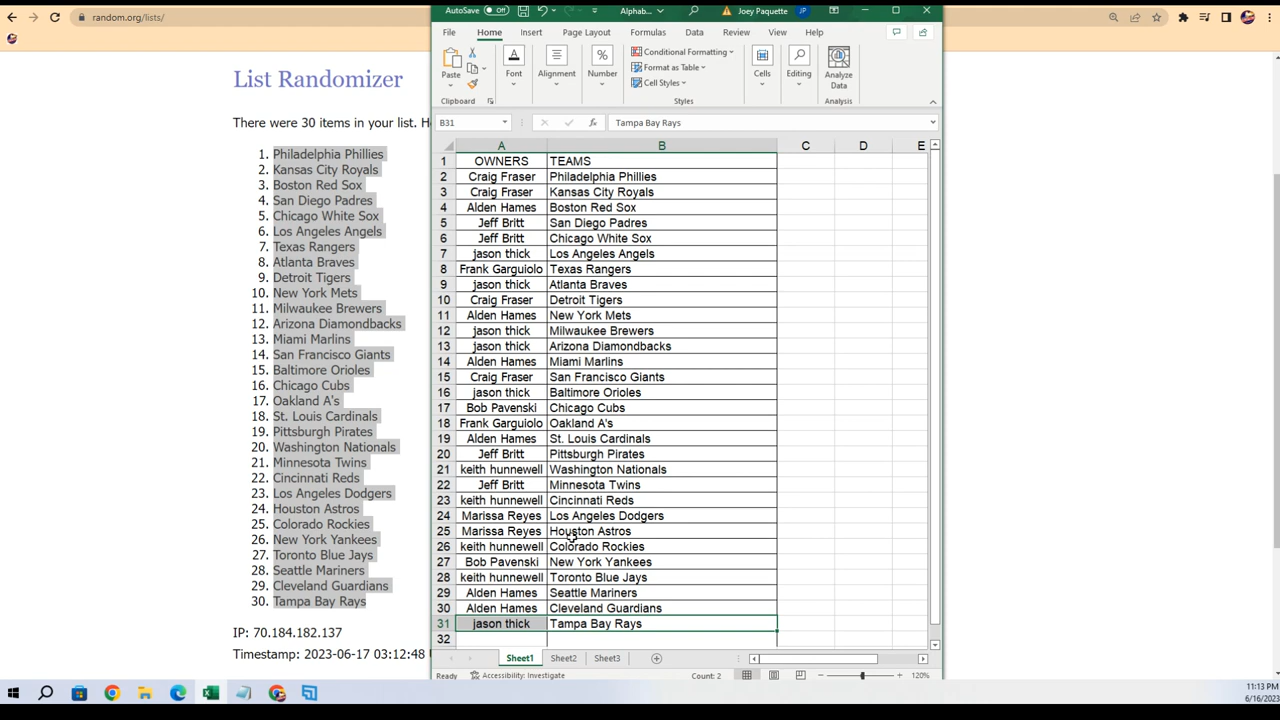 random.org/lists/
List Randomizer
There were 30 items in your list. He
1. Philadelphia Phillies
2. Kansas City Royals
3. Boston Red Sox
4. San Diego Padres
5. Chicago White Sox
6. Los Angeles Angels
7. Texas Rangers
8. Atlanta Braves
9. Detroit Tigers
10. New York Mets
11. Milwaukee Brewers
12. Arizona Diamondbacks
13. Miami Marlins
14. San Francisco Giants
15. Baltimore Orioles
16. Chicago Cubs
17. Oakland A's
18. St. Louis Cardinals
19. Pittsburgh Pirates
20. Washington Nationals
21. Minnesota Twins
22. Cincinnati Reds
23. Los Angeles Dodgers
24. Houston Astros
25. Colorado Rockies
26. New York Yankees
27. Toronto Blue Jays
28. Seattle Mariners
29. Cleveland Guardians
30. Tampa Bay Rays
IP: 70.184.182.137
Timestamp: 2023-06-17 03:12:48 U
AutoSave Off Alphab... Joey Paquette JP
File Home Insert Page Layout Formulas Data Review View Help
Paste Font Alignment Number Conditional Formatting Format as Table Cell Styles Cells Editing Analyze Data
Clipboard Styles Analysis
B31 fx Tampa Bay Rays
A B C D E
1 OWNERS TEAMS
2 Craig Fraser Philadelphia Phillies
3 Craig Fraser Kansas City Royals
4 Alden Hames Boston Red Sox
5 Jeff Britt San Diego Padres
6 Jeff Britt Chicago White Sox
7 jason thick Los Angeles Angels
8 Frank Garguiolo Texas Rangers
9 jason thick Atlanta Braves
10 Craig Fraser Detroit Tigers
11 Alden Hames New York Mets
12 jason thick Milwaukee Brewers
13 jason thick Arizona Diamondbacks
14 Alden Hames Miami Marlins
15 Craig Fraser San Francisco Giants
16 jason thick Baltimore Orioles
17 Bob Pavenski Chicago Cubs
18 Frank Garguiolo Oakland A's
19 Alden Hames St. Louis Cardinals
20 Jeff Britt Pittsburgh Pirates
21 keith hunnewell Washington Nationals
22 Jeff Britt Minnesota Twins
23 keith hunnewell Cincinnati Reds
24 Marissa Reyes Los Angeles Dodgers
25 Marissa Reyes Houston Astros
26 keith hunnewell Colorado Rockies
27 Bob Pavenski New York Yankees
28 keith hunnewell Toronto Blue Jays
29 Alden Hames Seattle Mariners
30 Alden Hames Cleveland Guardians
31 jason thick Tampa Bay Rays
32
Sheet1 Sheet2 Sheet3
Ready Accessibility: Investigate Count: 2 120%
11:13 PM
6/16/2023